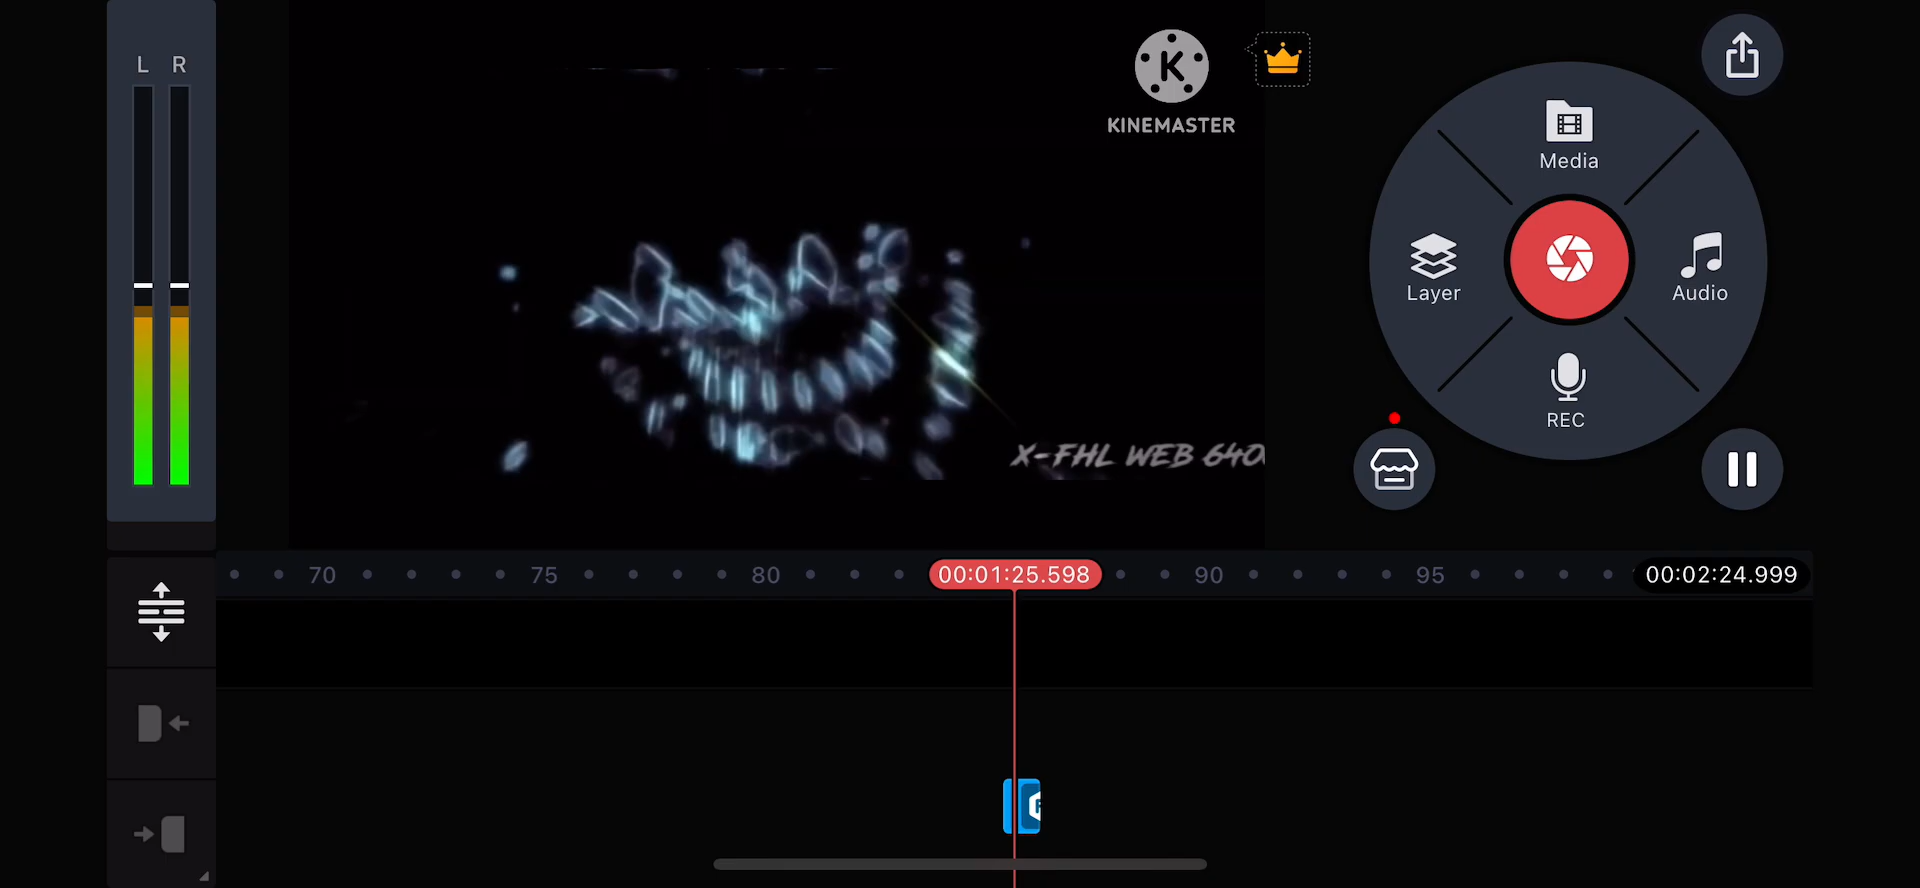 L R
K
KINEMASTER
Media
Layer
Audio
REC
X-FHL WEB 640
70 75 80 00:01:25.598 90 95 00:02:24.999